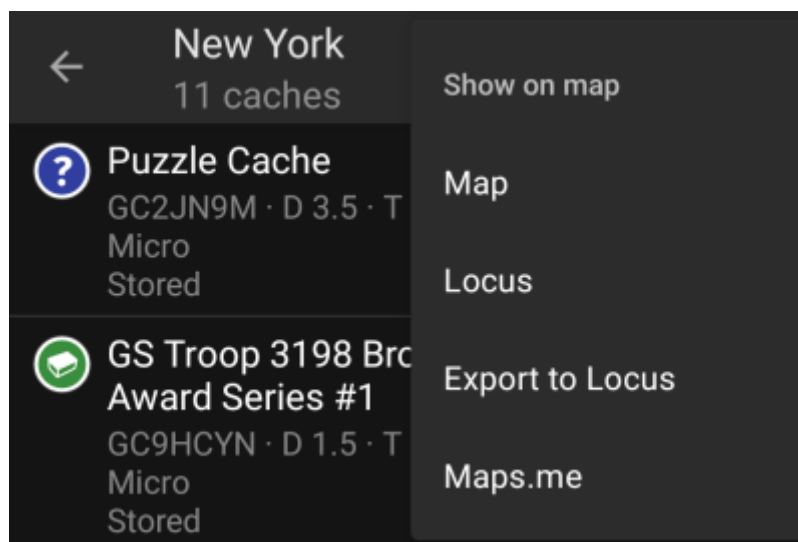 New York
11 caches
Puzzle Cache
GC2JN9M · D 3.5 · T
Micro
Stored
GS Troop 3198 Bro
Award Series #1
GC9HCYN · D 1.5 · T
Micro
Stored
Show on map
Map
Locus
Export to Locus
Maps.me